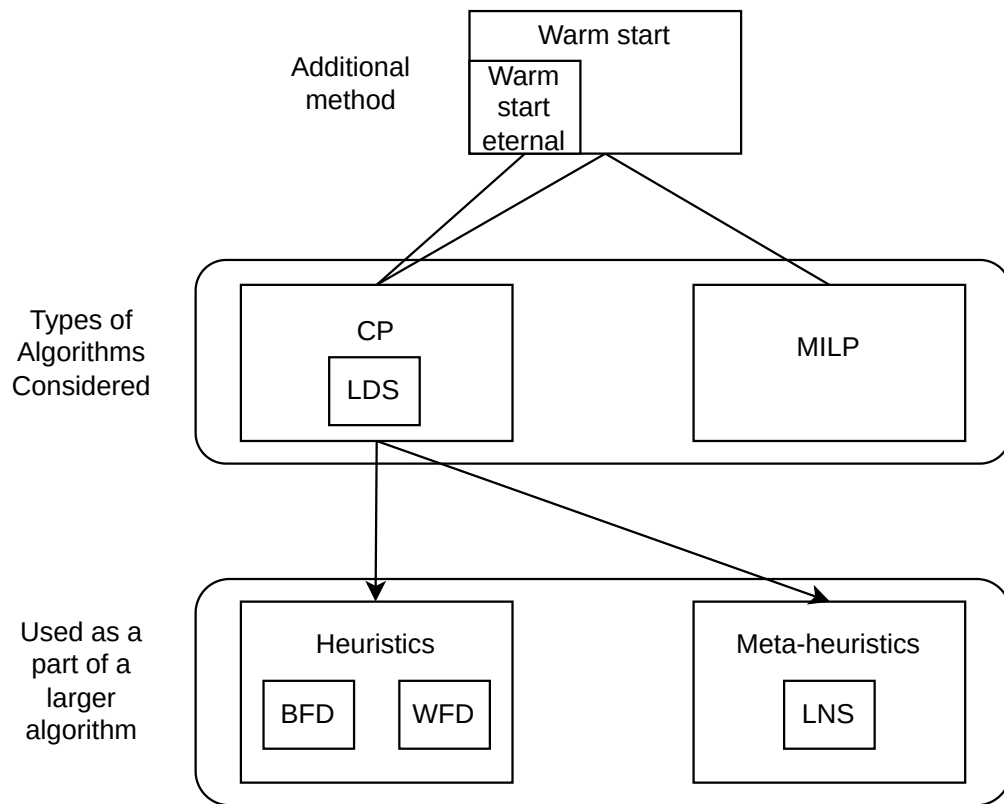 Warm start
Additional
method
Warm
start
eternal
Types of
Algorithms
Considered
CP
LDS
MILP
Used as a
part of a
larger
algorithm
Heuristics
BFD
WFD
Meta-heuristics
LNS